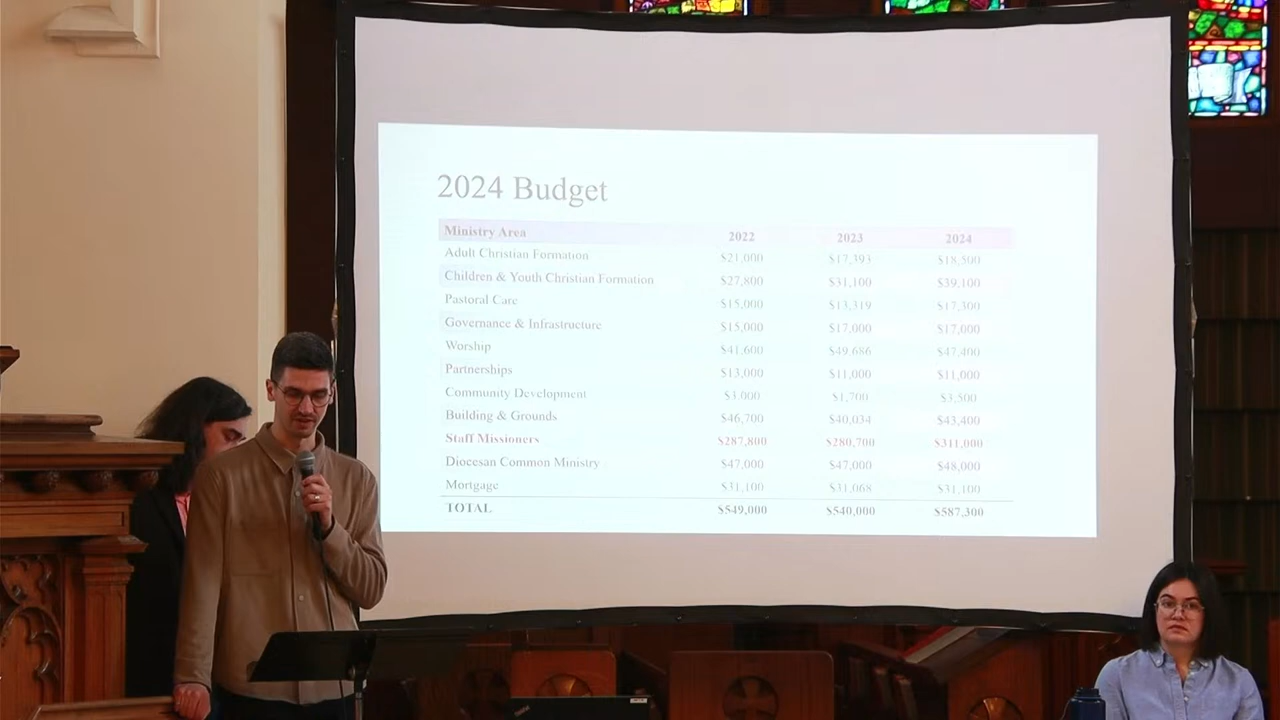 2024 Budget
Ministry Area 2022 2023 2024
Adult Christian Formation $21,000 $17,393 $18,500
Children & Youth Christian Formation $27,800 $31,100 $39,100
Pastoral Care $15,000 $13,319 $17,300
Governance & Infrastructure $15,000 $17,000 $17,000
Worship $41,600 $49,686 $47,400
Partnerships $13,000 $11,000 $11,000
Community Development $3,000 $1,700 $3,500
Building & Grounds $46,700 $40,034 $43,400
Staff Missioners $287,800 $280,700 $311,000
Diocesan Common Ministry $47,000 $47,000 $48,000
Mortgage $31,100 $31,068 $31,100
TOTAL $549,000 $540,000 $587,300